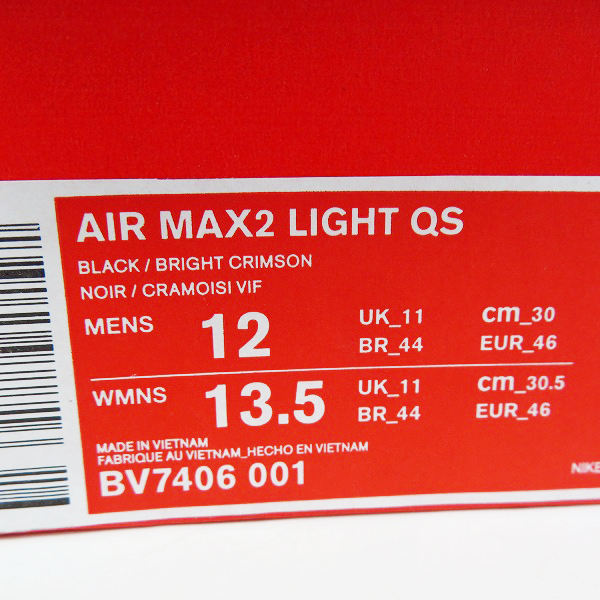 AIR MAX2 LIGHT QS
BLACK / BRIGHT CRIMSON
NOIR / CRAMOISI VIF
MENS 12 UK_11 cm_30
BR_44 EUR_46
WMNS 13.5 UK_11 cm_30.5
BR_44 EUR_46
MADE IN VIETNAM
FABRIQUE AU VIETNAM_HECHO EN VIETNAM
BV7406 001
NIKE